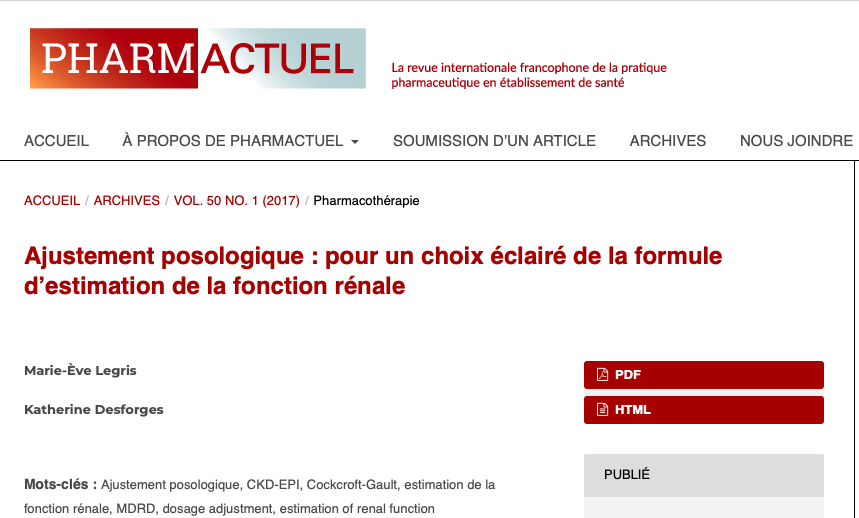 PHARMACTUEL
La revue internationale francophone de la pratique
pharmaceutique en établissement de santé
ACCUEIL À PROPOS DE PHARMACTUEL SOUMISSION D'UN ARTICLE ARCHIVES NOUS JOINDRE
ACCUEIL / ARCHIVES / VOL. 50 NO. 1 (2017) / Pharmacothérapie
Ajustement posologique : pour un choix éclairé de la formule
d’estimation de la fonction rénale
Marie-Ève Legris
PDF
Katherine Desforges
HTML
Mots-clés : Ajustement posologique, CKD-EPI, Cockcroft-Gault, estimation de la
fonction rénale, MDRD, dosage adjustment, estimation of renal function
PUBLIÉ